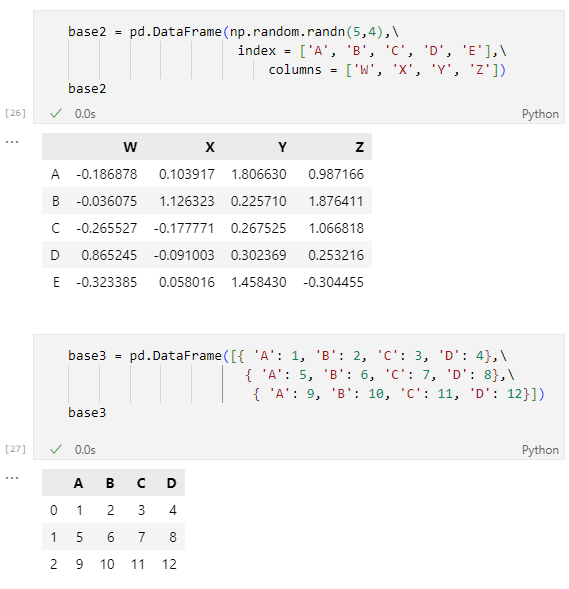 base2 = pd.DataFrame(np.random.randn(5,4),\
index = ['A', 'B', 'C', 'D', 'E'],\
columns = ['W', 'X', 'Y', 'Z'])
base2
[26] ✓ 0.0s Python
...
W X Y Z
A -0.186878 0.103917 1.806630 0.987166
B -0.036075 1.126323 0.225710 1.876411
C -0.265527 -0.177771 0.267525 1.066818
D 0.865245 -0.091003 0.302369 0.253216
E -0.323385 0.058016 1.458430 -0.304455
base3 = pd.DataFrame([{ 'A': 1, 'B': 2, 'C': 3, 'D': 4},\
{ 'A': 5, 'B': 6, 'C': 7, 'D': 8},\
{ 'A': 9, 'B': 10, 'C': 11, 'D': 12}])
base3
[27] ✓ 0.0s Python
...
A B C D
0 1 2 3 4
1 5 6 7 8
2 9 10 11 12